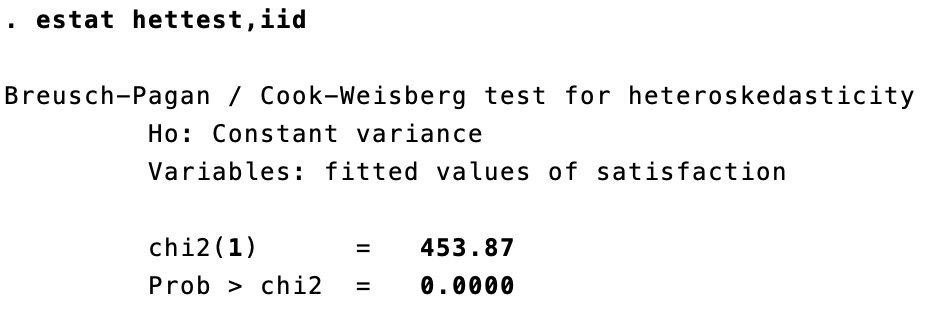 . estat hettest,iid
Breusch–Pagan / Cook–Weisberg test for heteroskedasticity
Ho: Constant variance
Variables: fitted values of satisfaction
chi2(1) = 453.87
Prob > chi2 = 0.0000